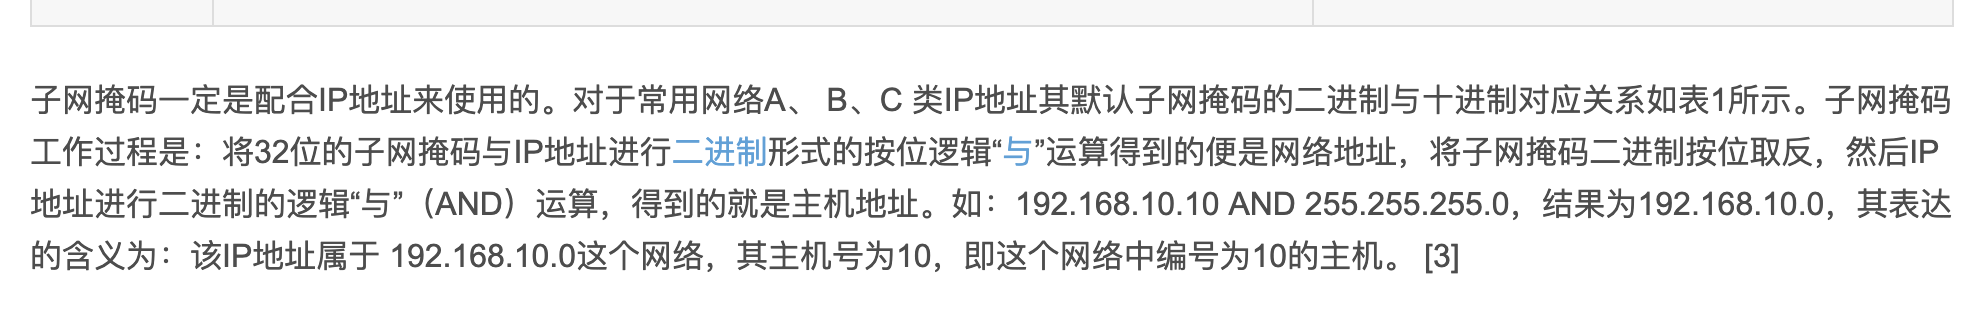 子网掩码一定是配合IP地址来使用的。对于常用网络A、 B、C 类IP地址其默认子网掩码的二进制与十进制对应关系如表1所示。子网掩码
工作过程是：将32位的子网掩码与IP地址进行二进制形式的按位逻辑“与”运算得到的便是网络地址，将子网掩码二进制按位取反，然后IP
地址进行二进制的逻辑“与”（AND）运算，得到的就是主机地址。如：192.168.10.10 AND 255.255.255.0，结果为192.168.10.0，其表达
的含义为：该IP地址属于 192.168.10.0这个网络，其主机号为10，即这个网络中编号为10的主机。 [3]